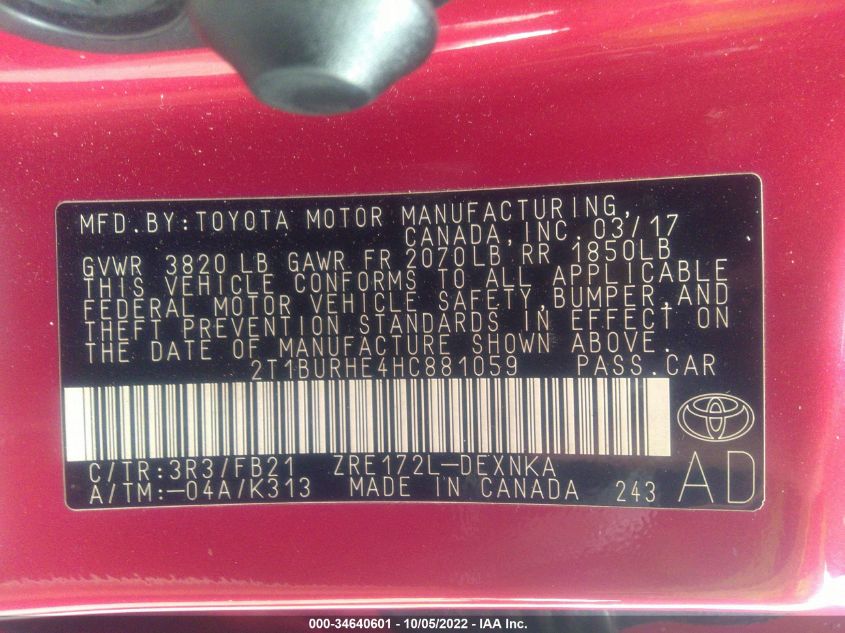 MFD.BY:TOYOTA MOTOR MANUFACTURING,
CANADA,INC. 03/17
GVWR 3820 LB GAWR FR 2070LB RR 1850LB
THIS VEHICLE CONFORMS TO ALL APPLICABLE
FEDERAL MOTOR VEHICLE SAFETY,BUMPER,AND
THEFT PREVENTION STANDARDS IN EFFECT ON
THE DATE OF MANUFACTURE SHOWN ABOVE.
2T1BURHE4HC881059 PASS.CAR
C/TR:3R3/FB21 ZRE172L-DEXNKA
A/TM:-04A/K313 MADE IN CANADA 243 AD
000-34640601 - 10/05/2022 - IAA Inc.